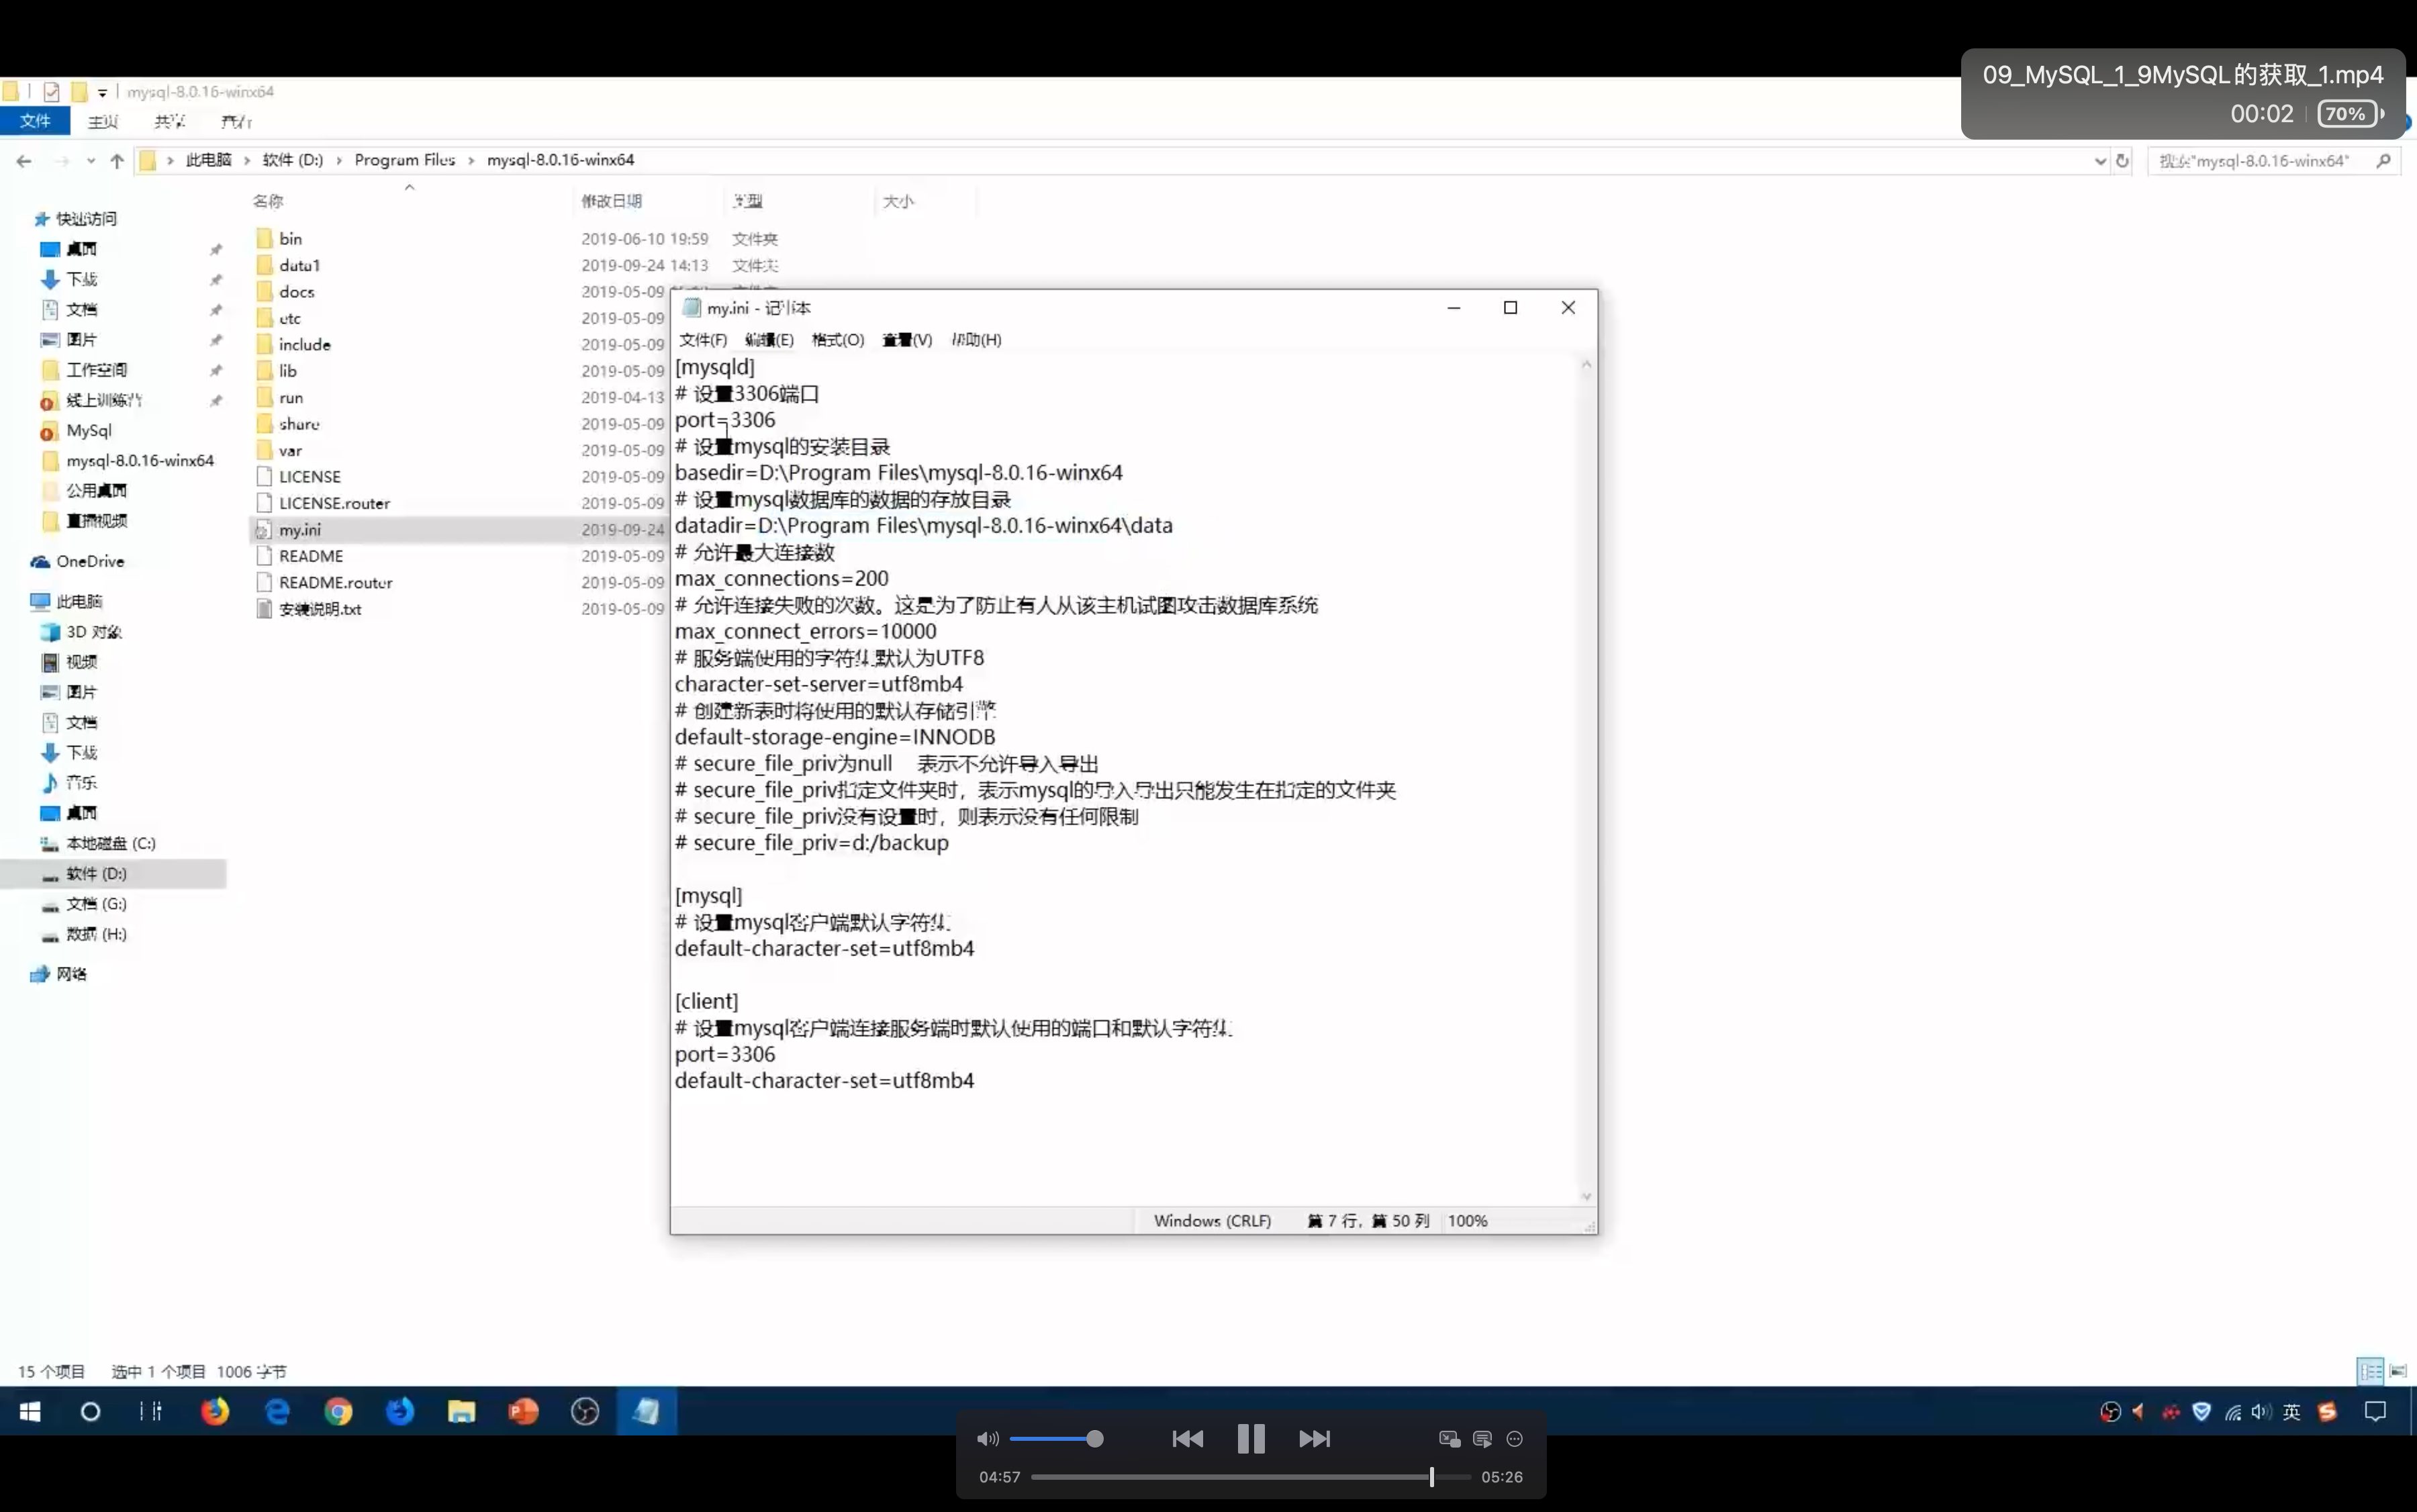 09_MySQL_1_9MySQL的获取_1.mp4
00:02
70%
mysql-8.0.16-winx64
文件 主页 共享 查看
此电脑 软件 (D:) Program Files mysql-8.0.16-winx64
搜索"mysql-8.0.16-winx64"
名称 修改日期 类型 大小
快速访问
桌面
下载
文档
图片
工作空间
MySql
mysql-8.0.16-winx64
公用桌面
直播视频
OneDrive
此电脑
3D 对象
视频
图片
文档
下载
音乐
桌面
本地磁盘 (C:)
软件 (D:)
文档 (G:)
数据 (H:)
网络
bin 2019-06-10 19:59 文件夹
data1 2019-09-24 14:13 文件夹
docs 2019-05-09
etc 2019-05-09
include 2019-05-09
lib 2019-05-09
run 2019-04-13
share 2019-05-09
var 2019-05-09
LICENSE 2019-05-09
LICENSE.router 2019-05-09
my.ini 2019-09-24
README 2019-05-09
README.router 2019-05-09
安装说明.txt 2019-05-09
my.ini - 记事本
文件(F) 编辑(E) 格式(O) 查看(V) 帮助(H)
[mysqld]
# 设置3306端口
port=3306
# 设置mysql的安装目录
basedir=D:\Program Files\mysql-8.0.16-winx64
# 设置mysql数据库的数据的存放目录
datadir=D:\Program Files\mysql-8.0.16-winx64\data
# 允许最大连接数
max_connections=200
# 允许连接失败的次数。这是为了防止有人从该主机试图攻击数据库系统
max_connect_errors=10000
# 服务端使用的字符集默认为UTF8
character-set-server=utf8mb4
# 创建新表时将使用的默认存储引擎
default-storage-engine=INNODB
# secure_file_priv为null 表示不允许导入导出
# secure_file_priv指定文件夹时，表示mysql的导入导出只能发生在指定的文件夹
# secure_file_priv没有设置时，则表示没有任何限制
# secure_file_priv=d:/backup
[mysql]
# 设置mysql客户端默认字符集
default-character-set=utf8mb4
[client]
# 设置mysql客户端连接服务端时默认使用的端口和默认字符集
port=3306
default-character-set=utf8mb4
Windows (CRLF) 第 7 行，第 50 列 100%
15 个项目 选中 1 个项目 1006 字节
英
04:57 05:26